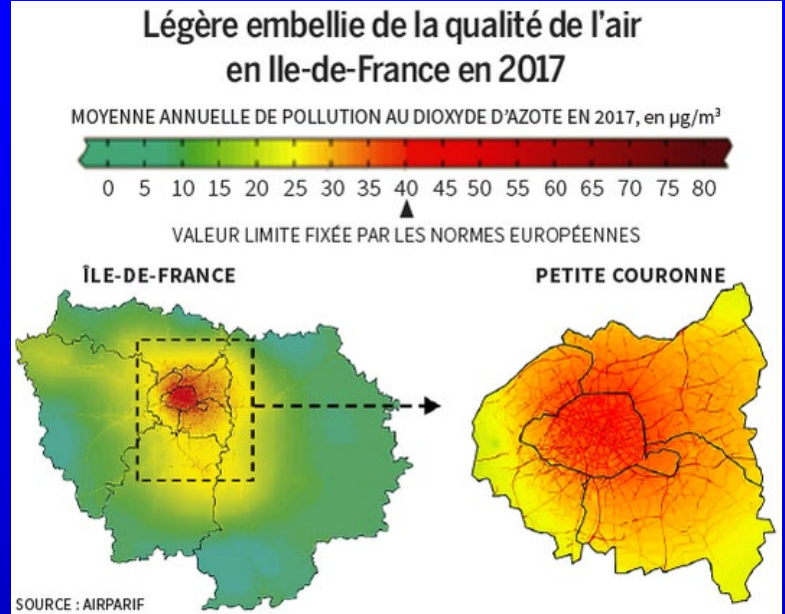 Légère embellie de la qualité de l'air
en Ile-de-France en 2017
MOYENNE ANNUELLE DE POLLUTION AU DIOXYDE D'AZOTE EN 2017, en µg/m³
0 5 10 15 20 25 30 35 40 45 50 55 60 65 70 75 80
VALEUR LIMITE FIXÉE PAR LES NORMES EUROPÉENNES
ÎLE-DE-FRANCE
PETITE COURONNE
SOURCE : AIRPARIF